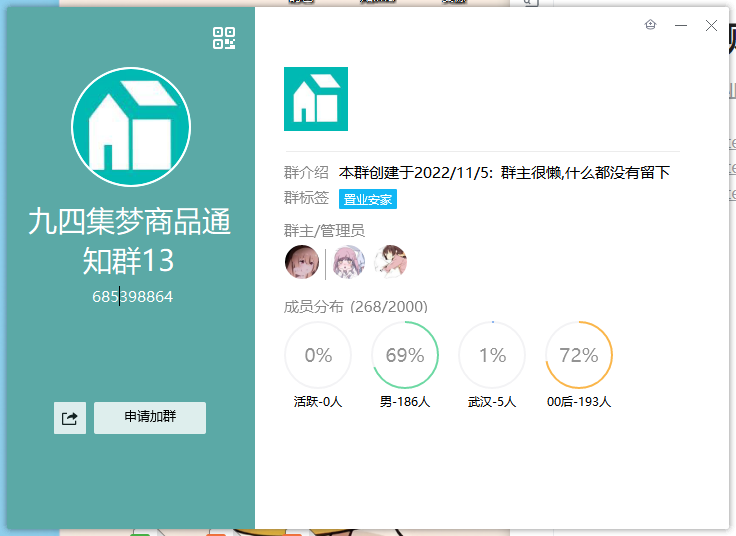 九四集梦商品通
知群13
685398864
申请加群
群介绍 本群创建于2022/11/5: 群主很懒,什么都没有留下
群标签 置业安家
群主/管理员
成员分布 (268/2000)
0% 69% 1% 72%
活跃-0人 男-186人 武汉-5人 00后-193人